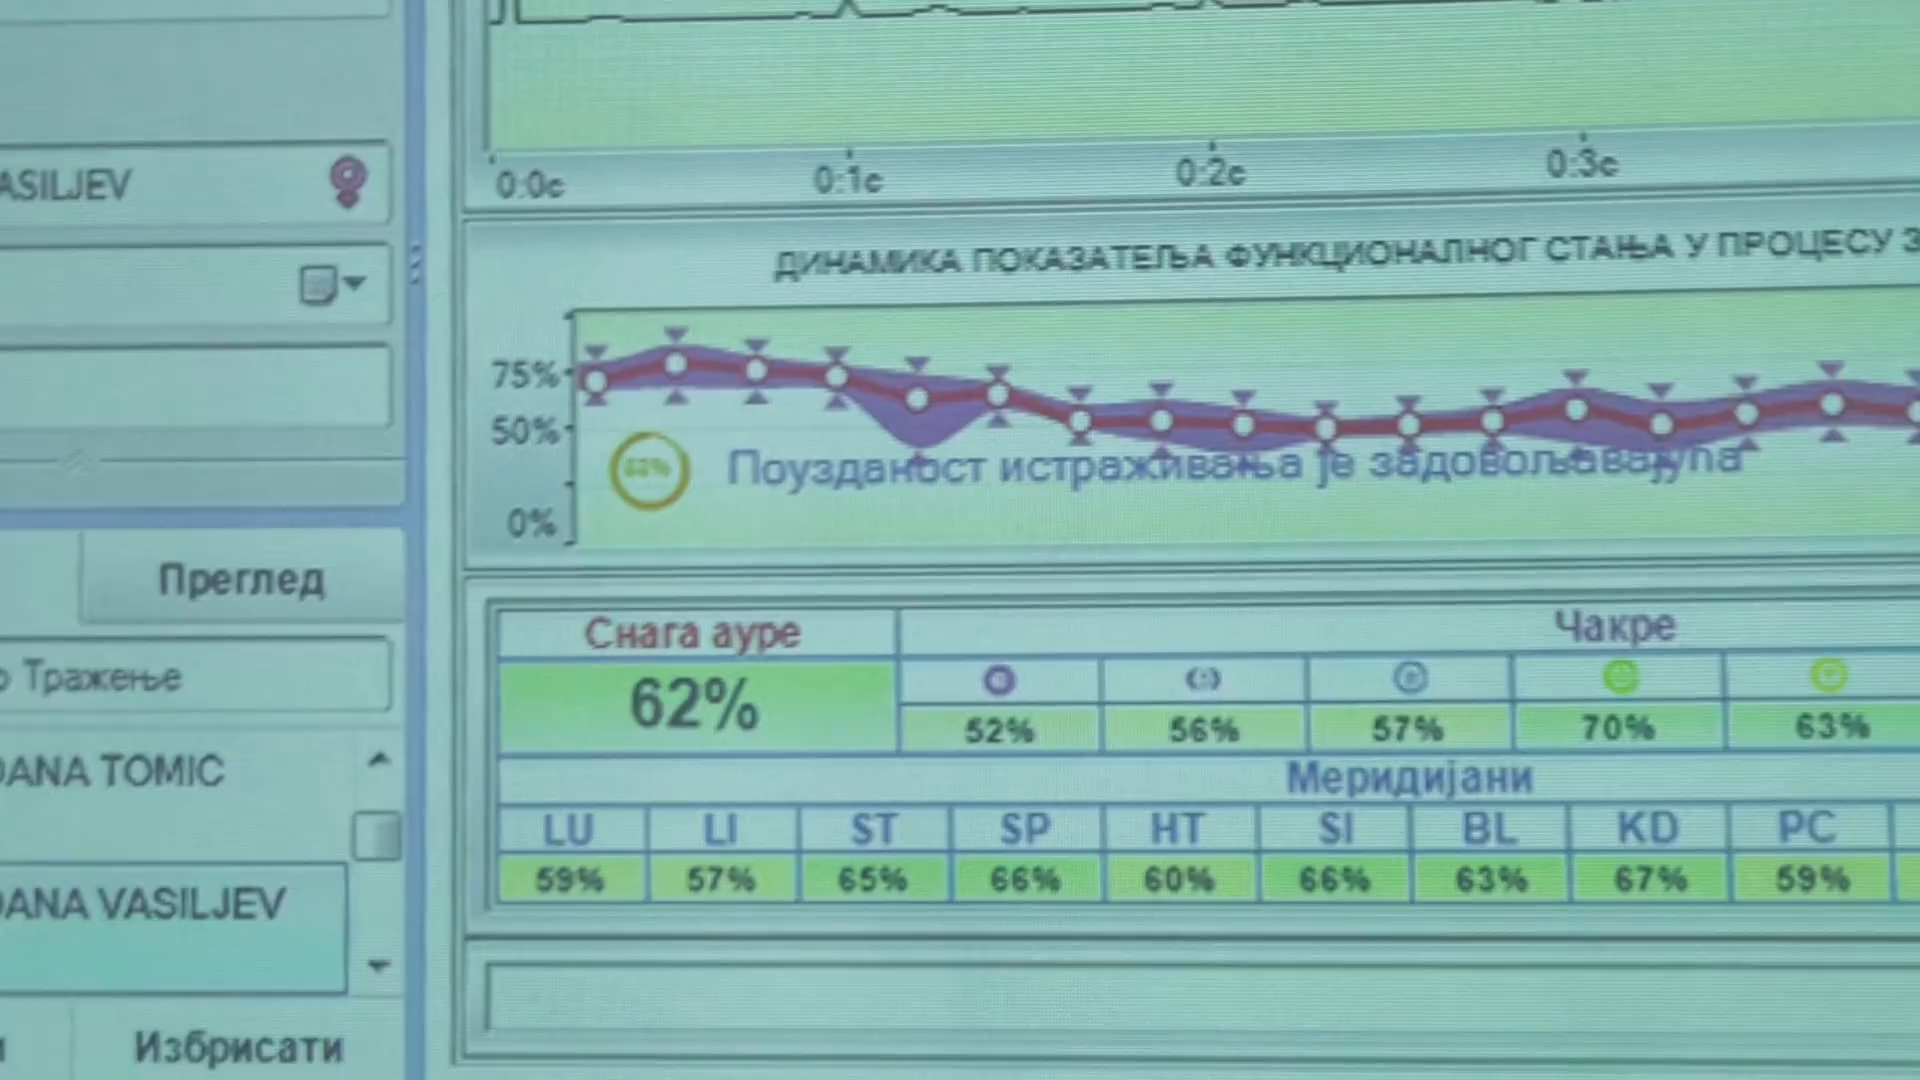 ASILJEV
0:0c 0:1c 0:2c 0:3c
ДИНАМИКА ПОКАЗАТЕЉА ФУНКЦИОНАЛНОГ СТАЊА У ПРОЦЕСУ З
75%
50%
0%
Поузданост истраживања је задовољавајућа
Преглед
Тражење
DANA TOMIC
DANA VASILJEV
Избрисати
Снага ауре
62%
Чакре
52% 56% 57% 70% 63%
Меридијани
LU LI ST SP HT SI BL KD PC
59% 57% 65% 66% 60% 66% 63% 67% 59%